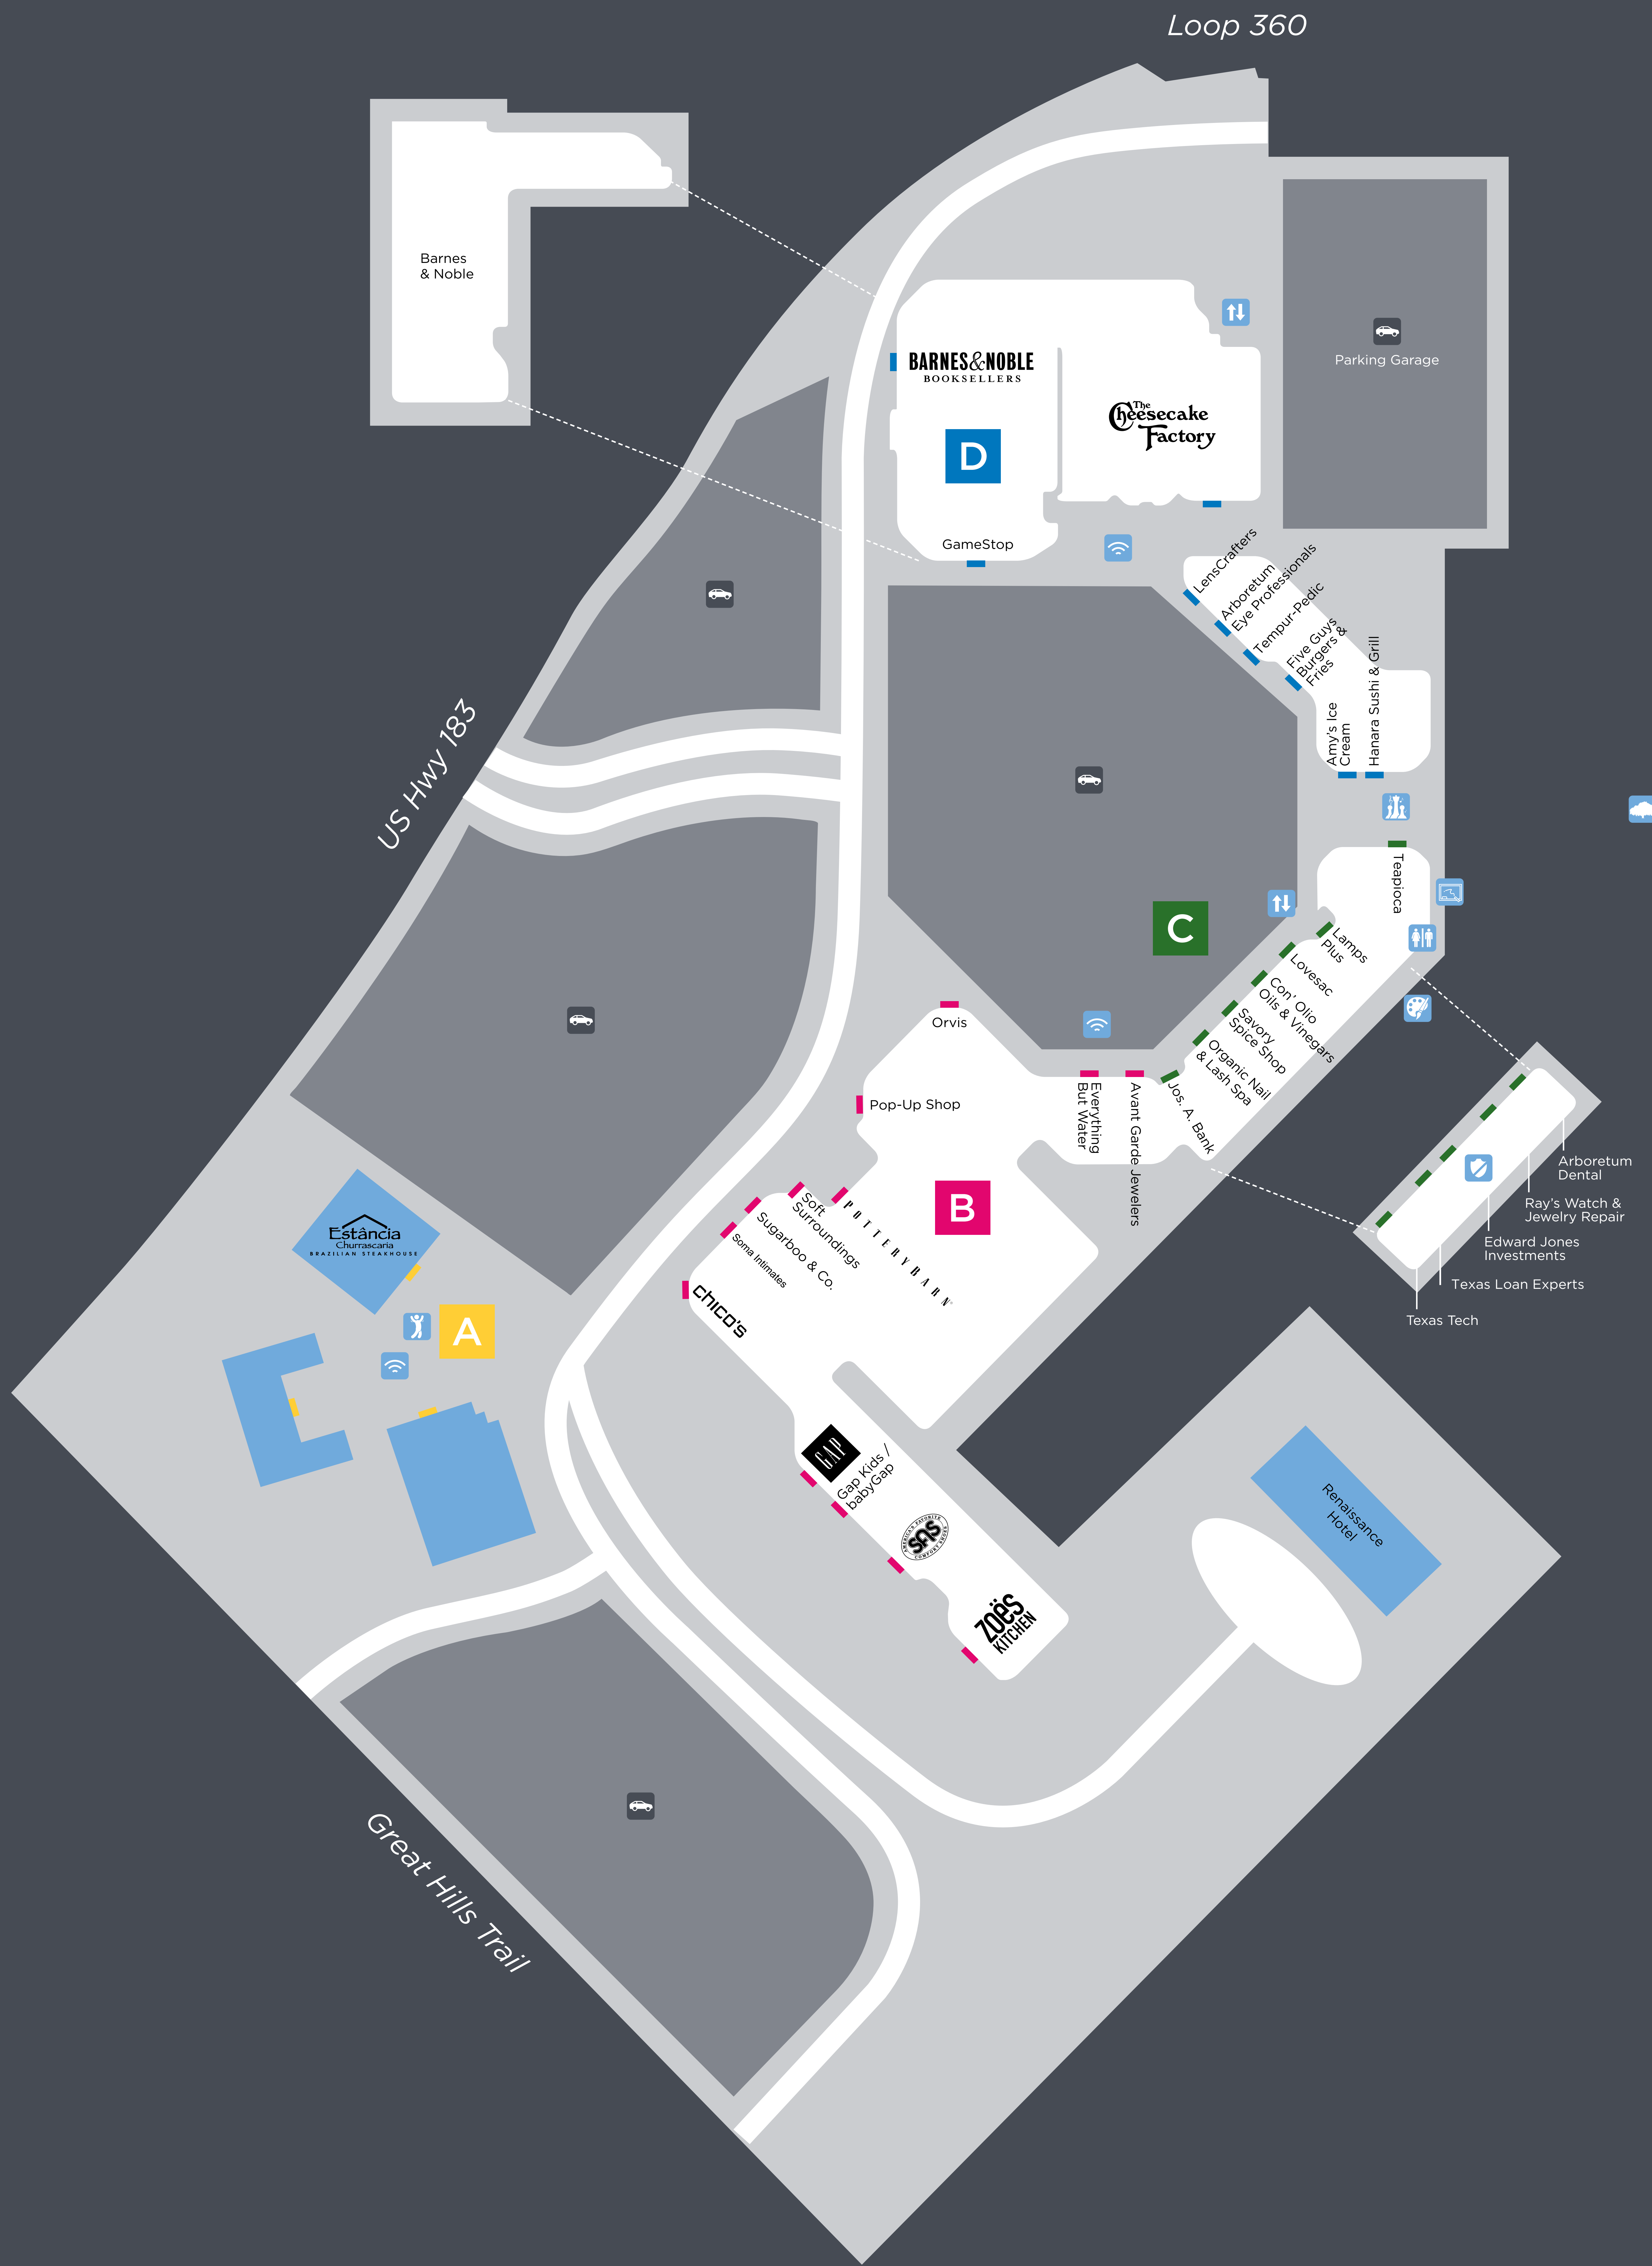 Loop 360
Barnes
& Noble
BARNES&NOBLE
BOOKSELLERS
The
Cheesecake
Factory
Parking Garage
D
GameStop
LensCrafters
Arboretum
Eye Professionals
Tempur-Pedic
Five Guys
Burgers &
Fries
Amy's Ice
Cream
Hanara Sushi & Grill
US Hwy 183
Teapioca
C
Lamps
Plus
Lovesac
Con' Olio
Oils & Vinegars
Savory
Spice Shop
Organic Nail
& Lash Spa
Jos. A. Bank
Orvis
Pop-Up Shop
Everything
But Water
Avant Garde Jewelers
B
POTTERYBARN
Soft
Surroundings
Sugarboo & Co.
Soma Intimates
chico's
Arboretum
Dental
Ray's Watch &
Jewelry Repair
Edward Jones
Investments
Texas Loan Experts
Texas Tech
Estância
Churrascaria
BRAZILIAN STEAKHOUSE
A
GAP
Gap Kids /
babyGap
AMERICA'S FAVORITE
SAS
COMFORT SHOES
ZOËS
KITCHEN
Renaissance
Hotel
Great Hills Trail